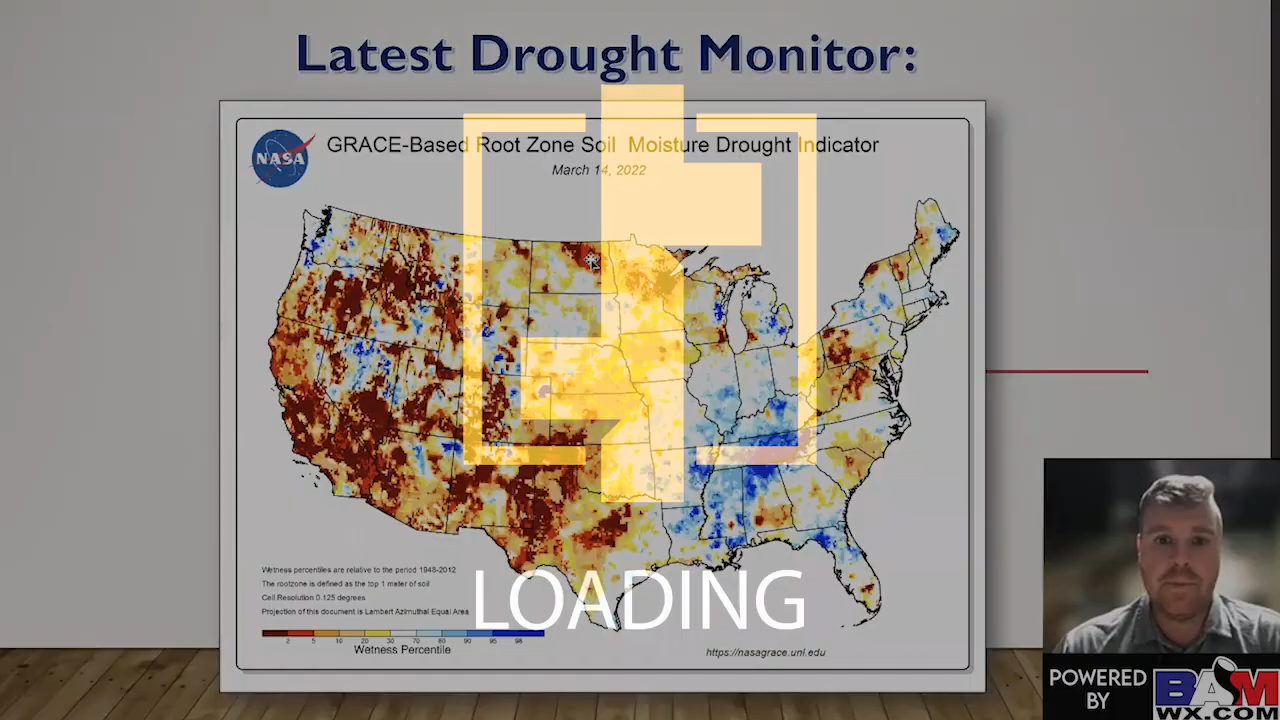 Latest Drought Monitor:
NASA
GRACE-Based Root Zone Soil Moisture Drought Indicator
March 14, 2022
Wetness percentiles are relative to the period 1948-2012
The rootzone is defined as the top 1 meter of soil
Cell Resolution 0.125 degrees
Projection of this document is Lambert Azimuthal Equal Area
LOADING
2 5 10 20 30 70 80 90 95 98
Wetness Percentile
https://nasagrace.unl.edu
POWERED
BY
BAM
WX.COM